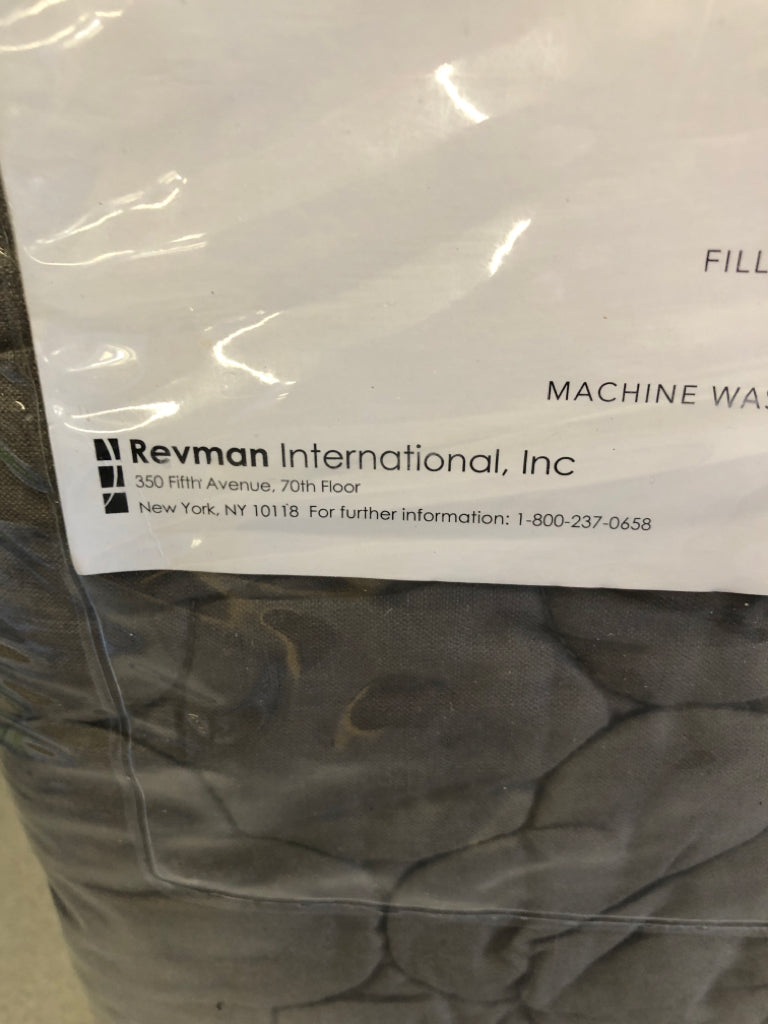 FILL
MACHINE WAS
Revman International, Inc
350 Fifth Avenue, 70th Floor
New York, NY 10118 For further information: 1-800-237-0658